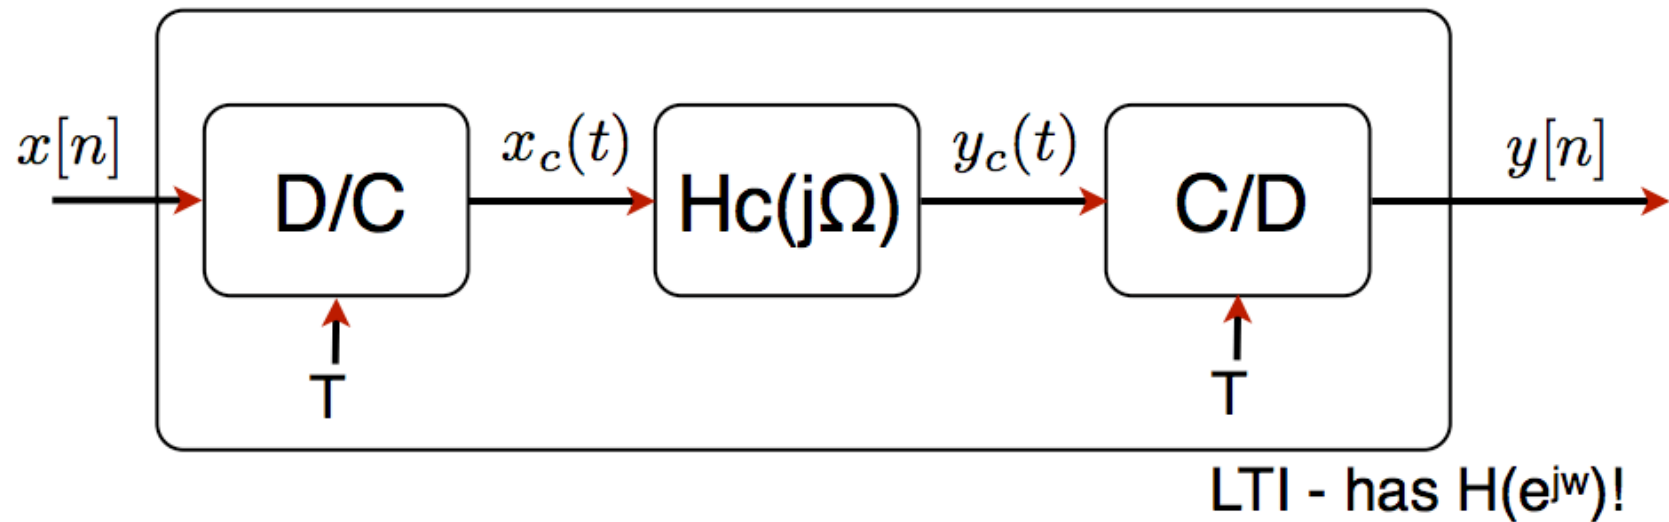 x[n]
D/C
x_c(t)
Hc(jΩ)
y_c(t)
C/D
y[n]
T
T
LTI - has H(e^{jw})!